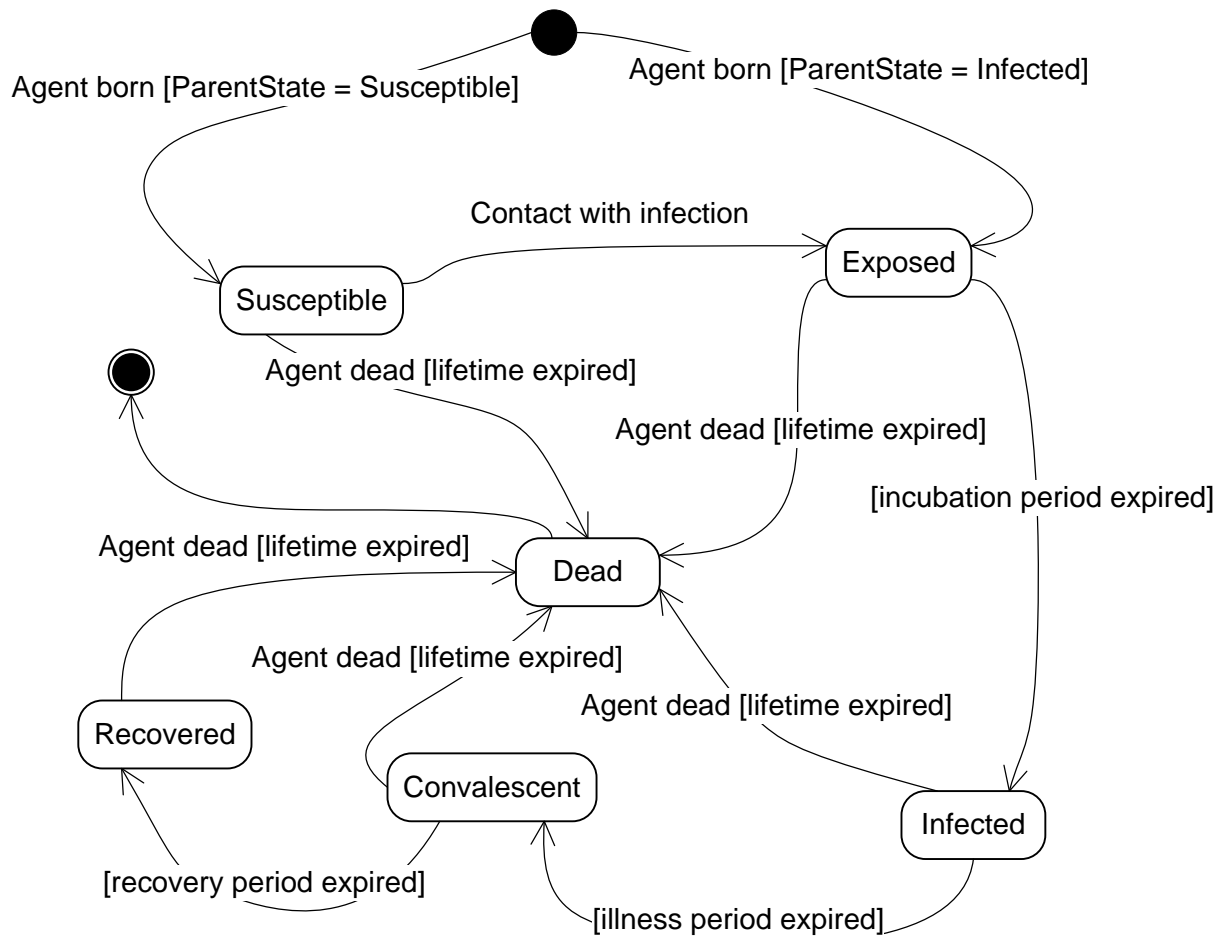 Agent born [ParentState = Susceptible]
Agent born [ParentState = Infected]
Contact with infection
Exposed
Susceptible
Agent dead [lifetime expired]
Agent dead [lifetime expired]
[incubation period expired]
Agent dead [lifetime expired]
Dead
Agent dead [lifetime expired]
Agent dead [lifetime expired]
Recovered
Convalescent
Infected
[recovery period expired]
[illness period expired]